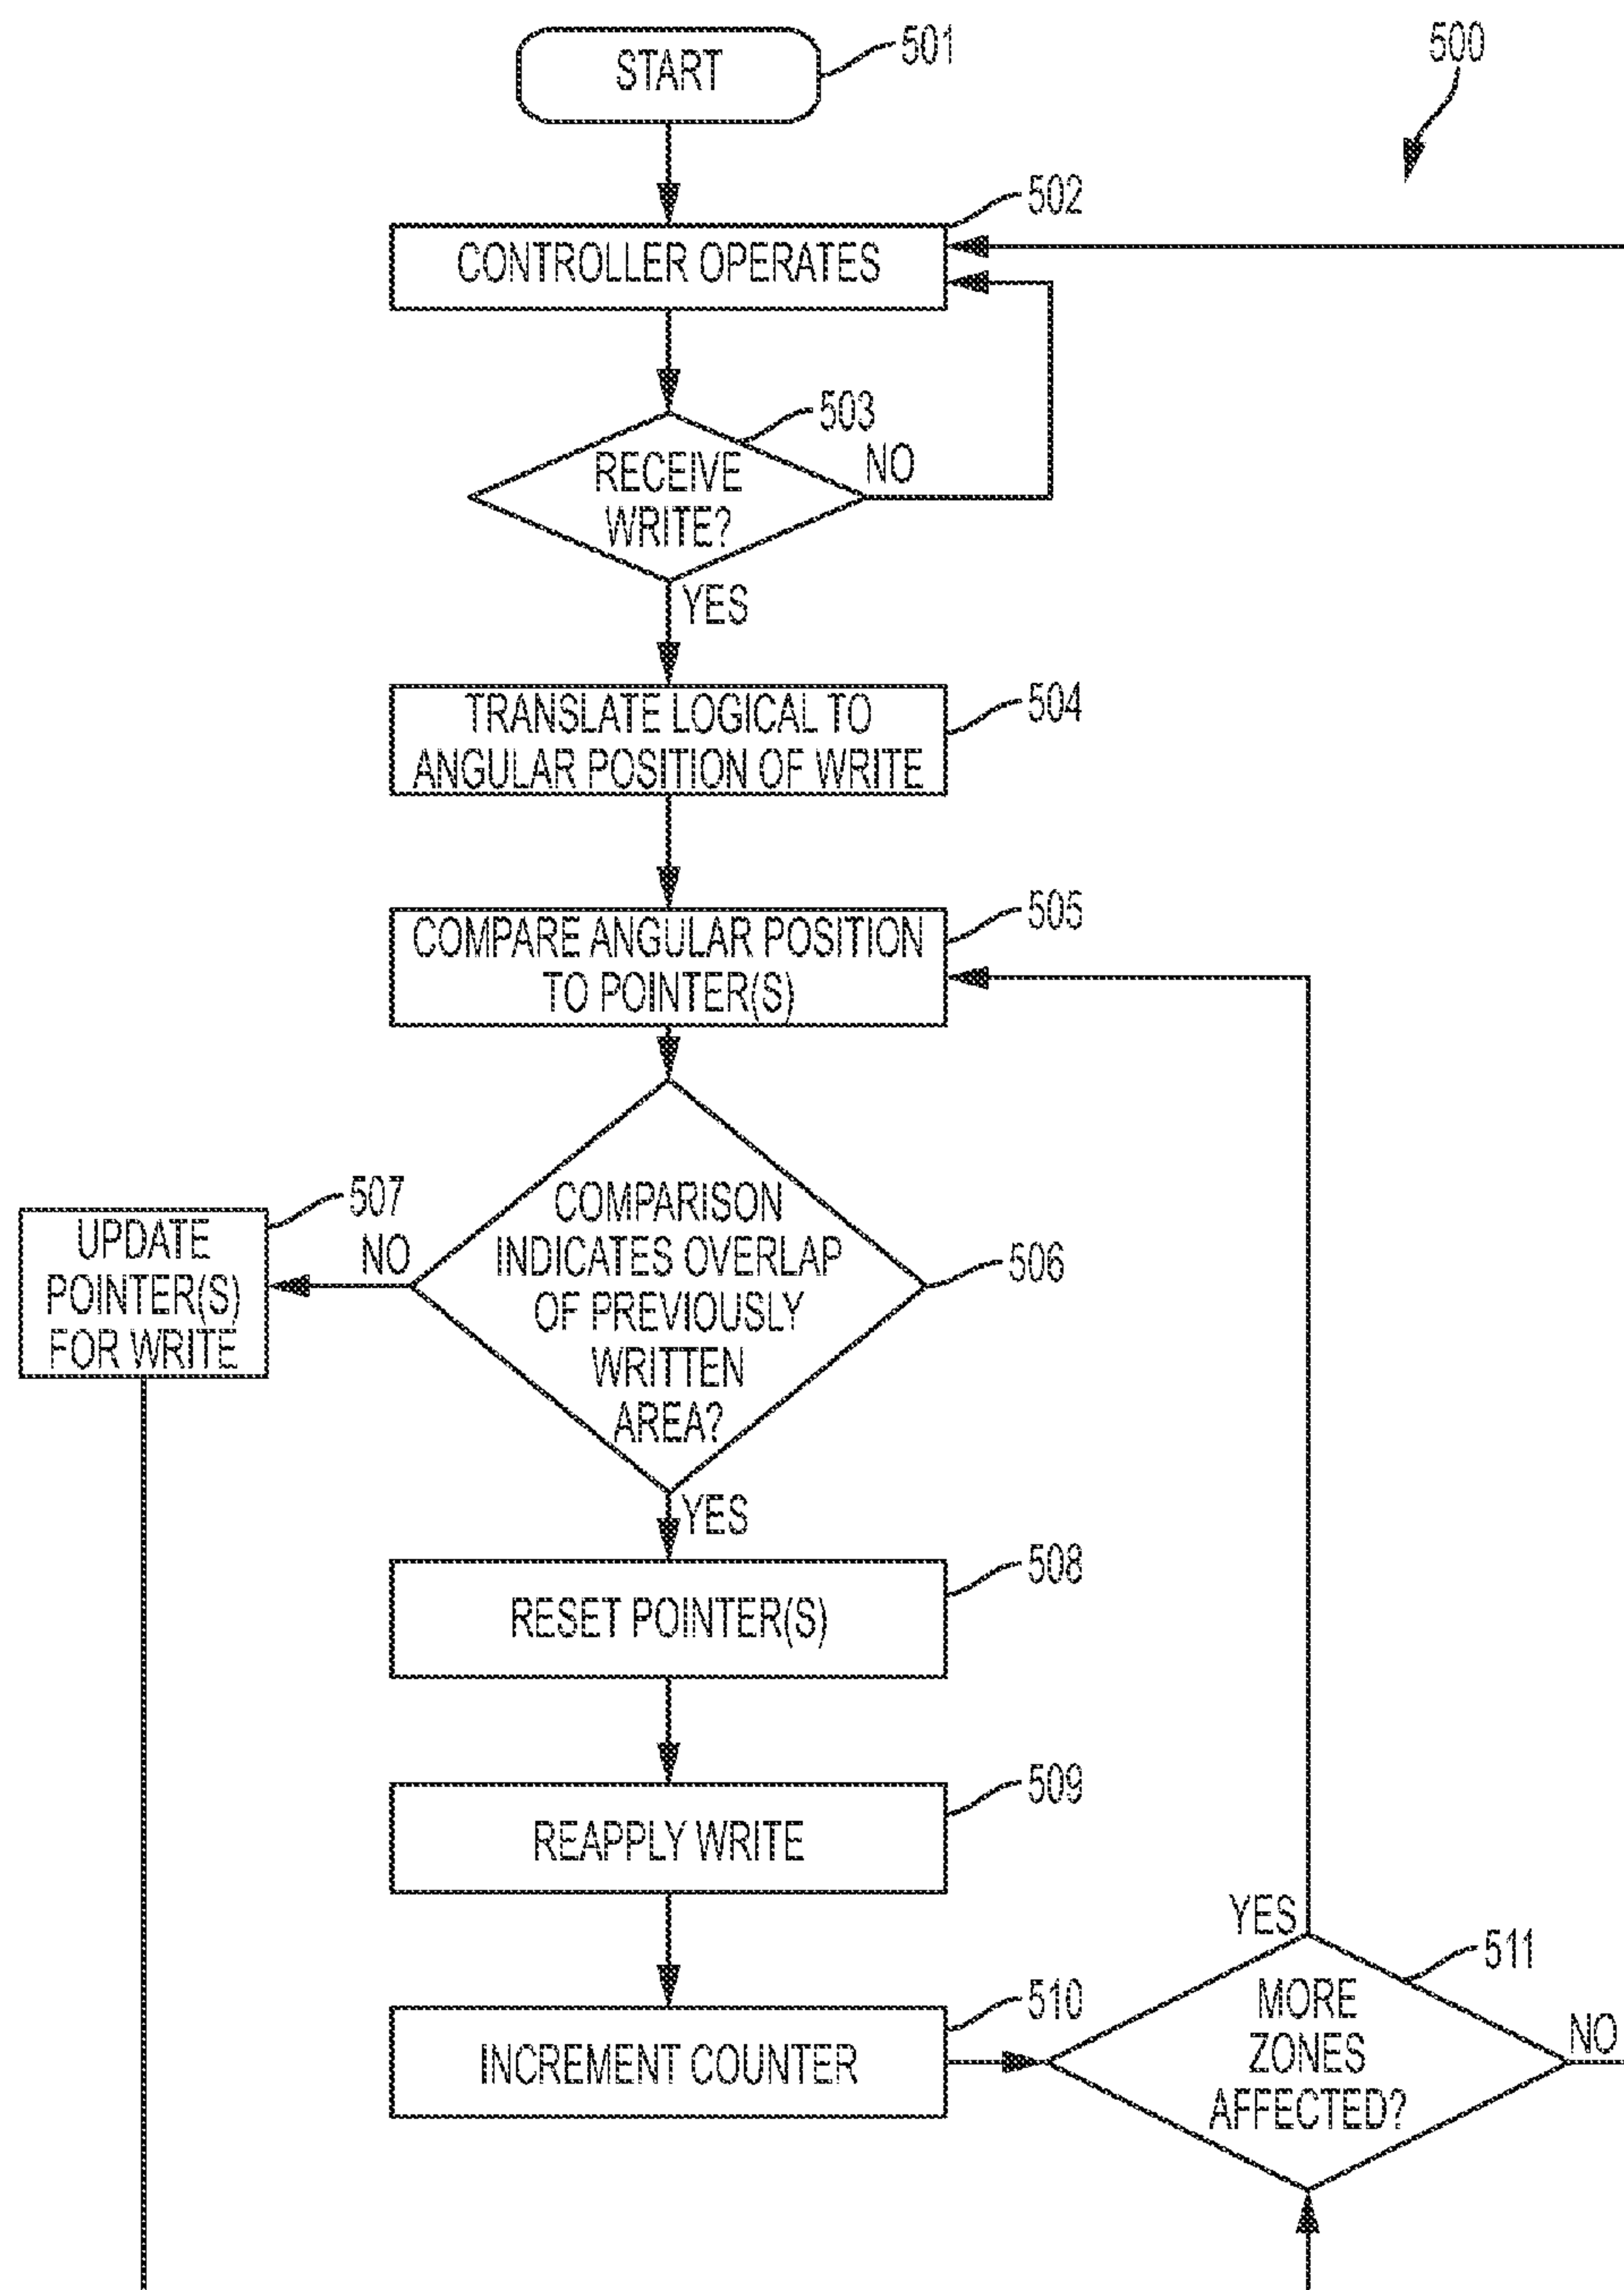 START
501
500
502
CONTROLLER OPERATES
503
RECEIVE
WRITE?
NO
YES
504
TRANSLATE LOGICAL TO
ANGULAR POSITION OF WRITE
505
COMPARE ANGULAR POSITION
TO POINTER(S)
507
UPDATE
POINTER(S)
FOR WRITE
NO
COMPARISON
INDICATES OVERLAP
OF PREVIOUSLY
WRITTEN
AREA?
506
YES
508
RESET POINTER(S)
509
REAPPLY WRITE
510
INCREMENT COUNTER
YES
511
MORE
ZONES
AFFECTED?
NO